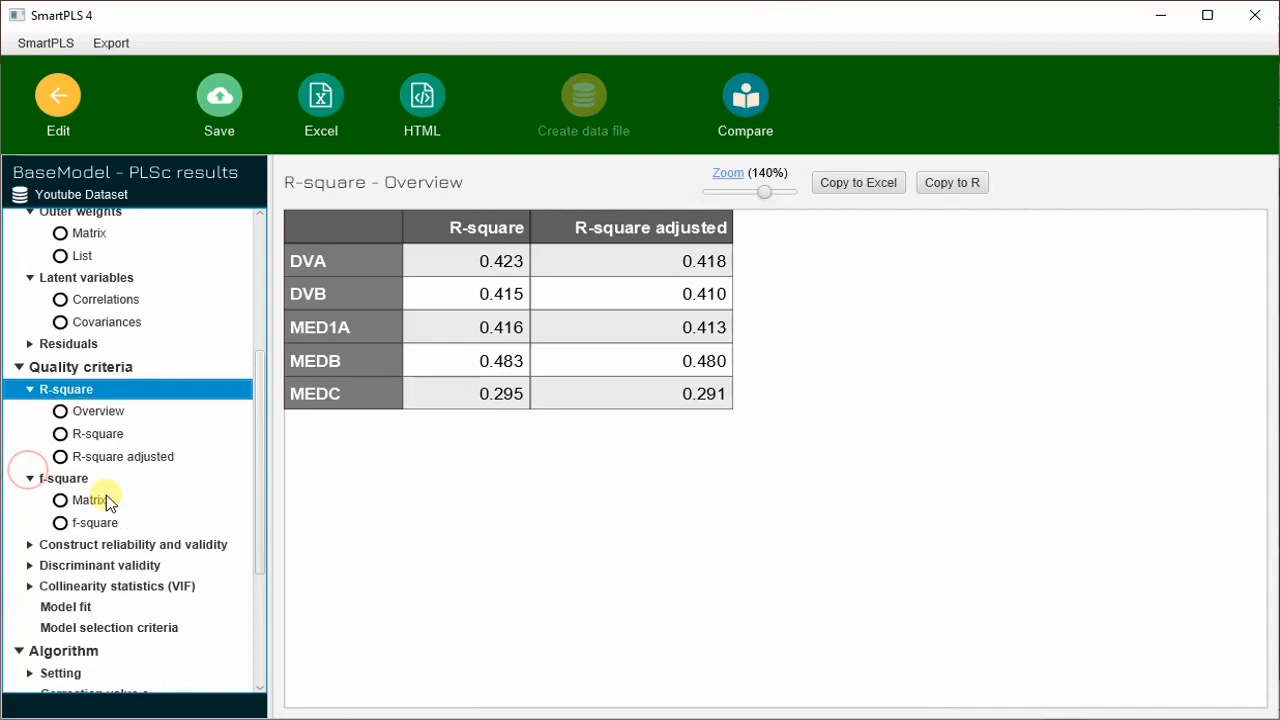 SmartPLS 4
SmartPLS Export
Edit Save Excel HTML Create data file Compare
BaseModel - PLSc results
Youtube Dataset
Outer weights
Matrix
List
Latent variables
Correlations
Covariances
Residuals
Quality criteria
R-square
Overview
R-square
R-square adjusted
f-square
Matrix
f-square
Construct reliability and validity
Discriminant validity
Collinearity statistics (VIF)
Model fit
Model selection criteria
Algorithm
Setting
R-square - Overview
Zoom (140%)
Copy to Excel Copy to R
R-square R-square adjusted
DVA 0.423 0.418
DVB 0.415 0.410
MED1A 0.416 0.413
MEDB 0.483 0.480
MEDC 0.295 0.291